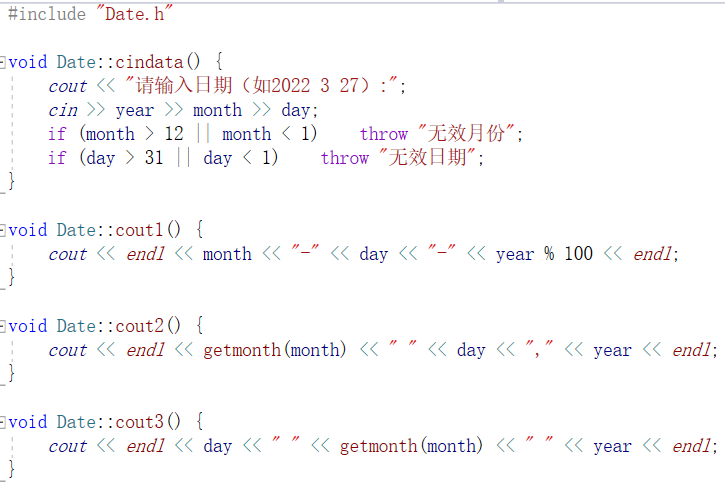 #include "Date.h"
void Date::cindata() {
cout << "请输入日期（如2022 3 27）:";
cin >> year >> month >> day;
if (month > 12 || month < 1) throw "无效月份";
if (day > 31 || day < 1) throw "无效日期";
}
void Date::cout1() {
cout << endl << month << "-" << day << "-" << year % 100 << endl;
}
void Date::cout2() {
cout << endl << getmonth(month) << " " << day << "," << year << endl;
}
void Date::cout3() {
cout << endl << day << " " << getmonth(month) << " " << year << endl;
}